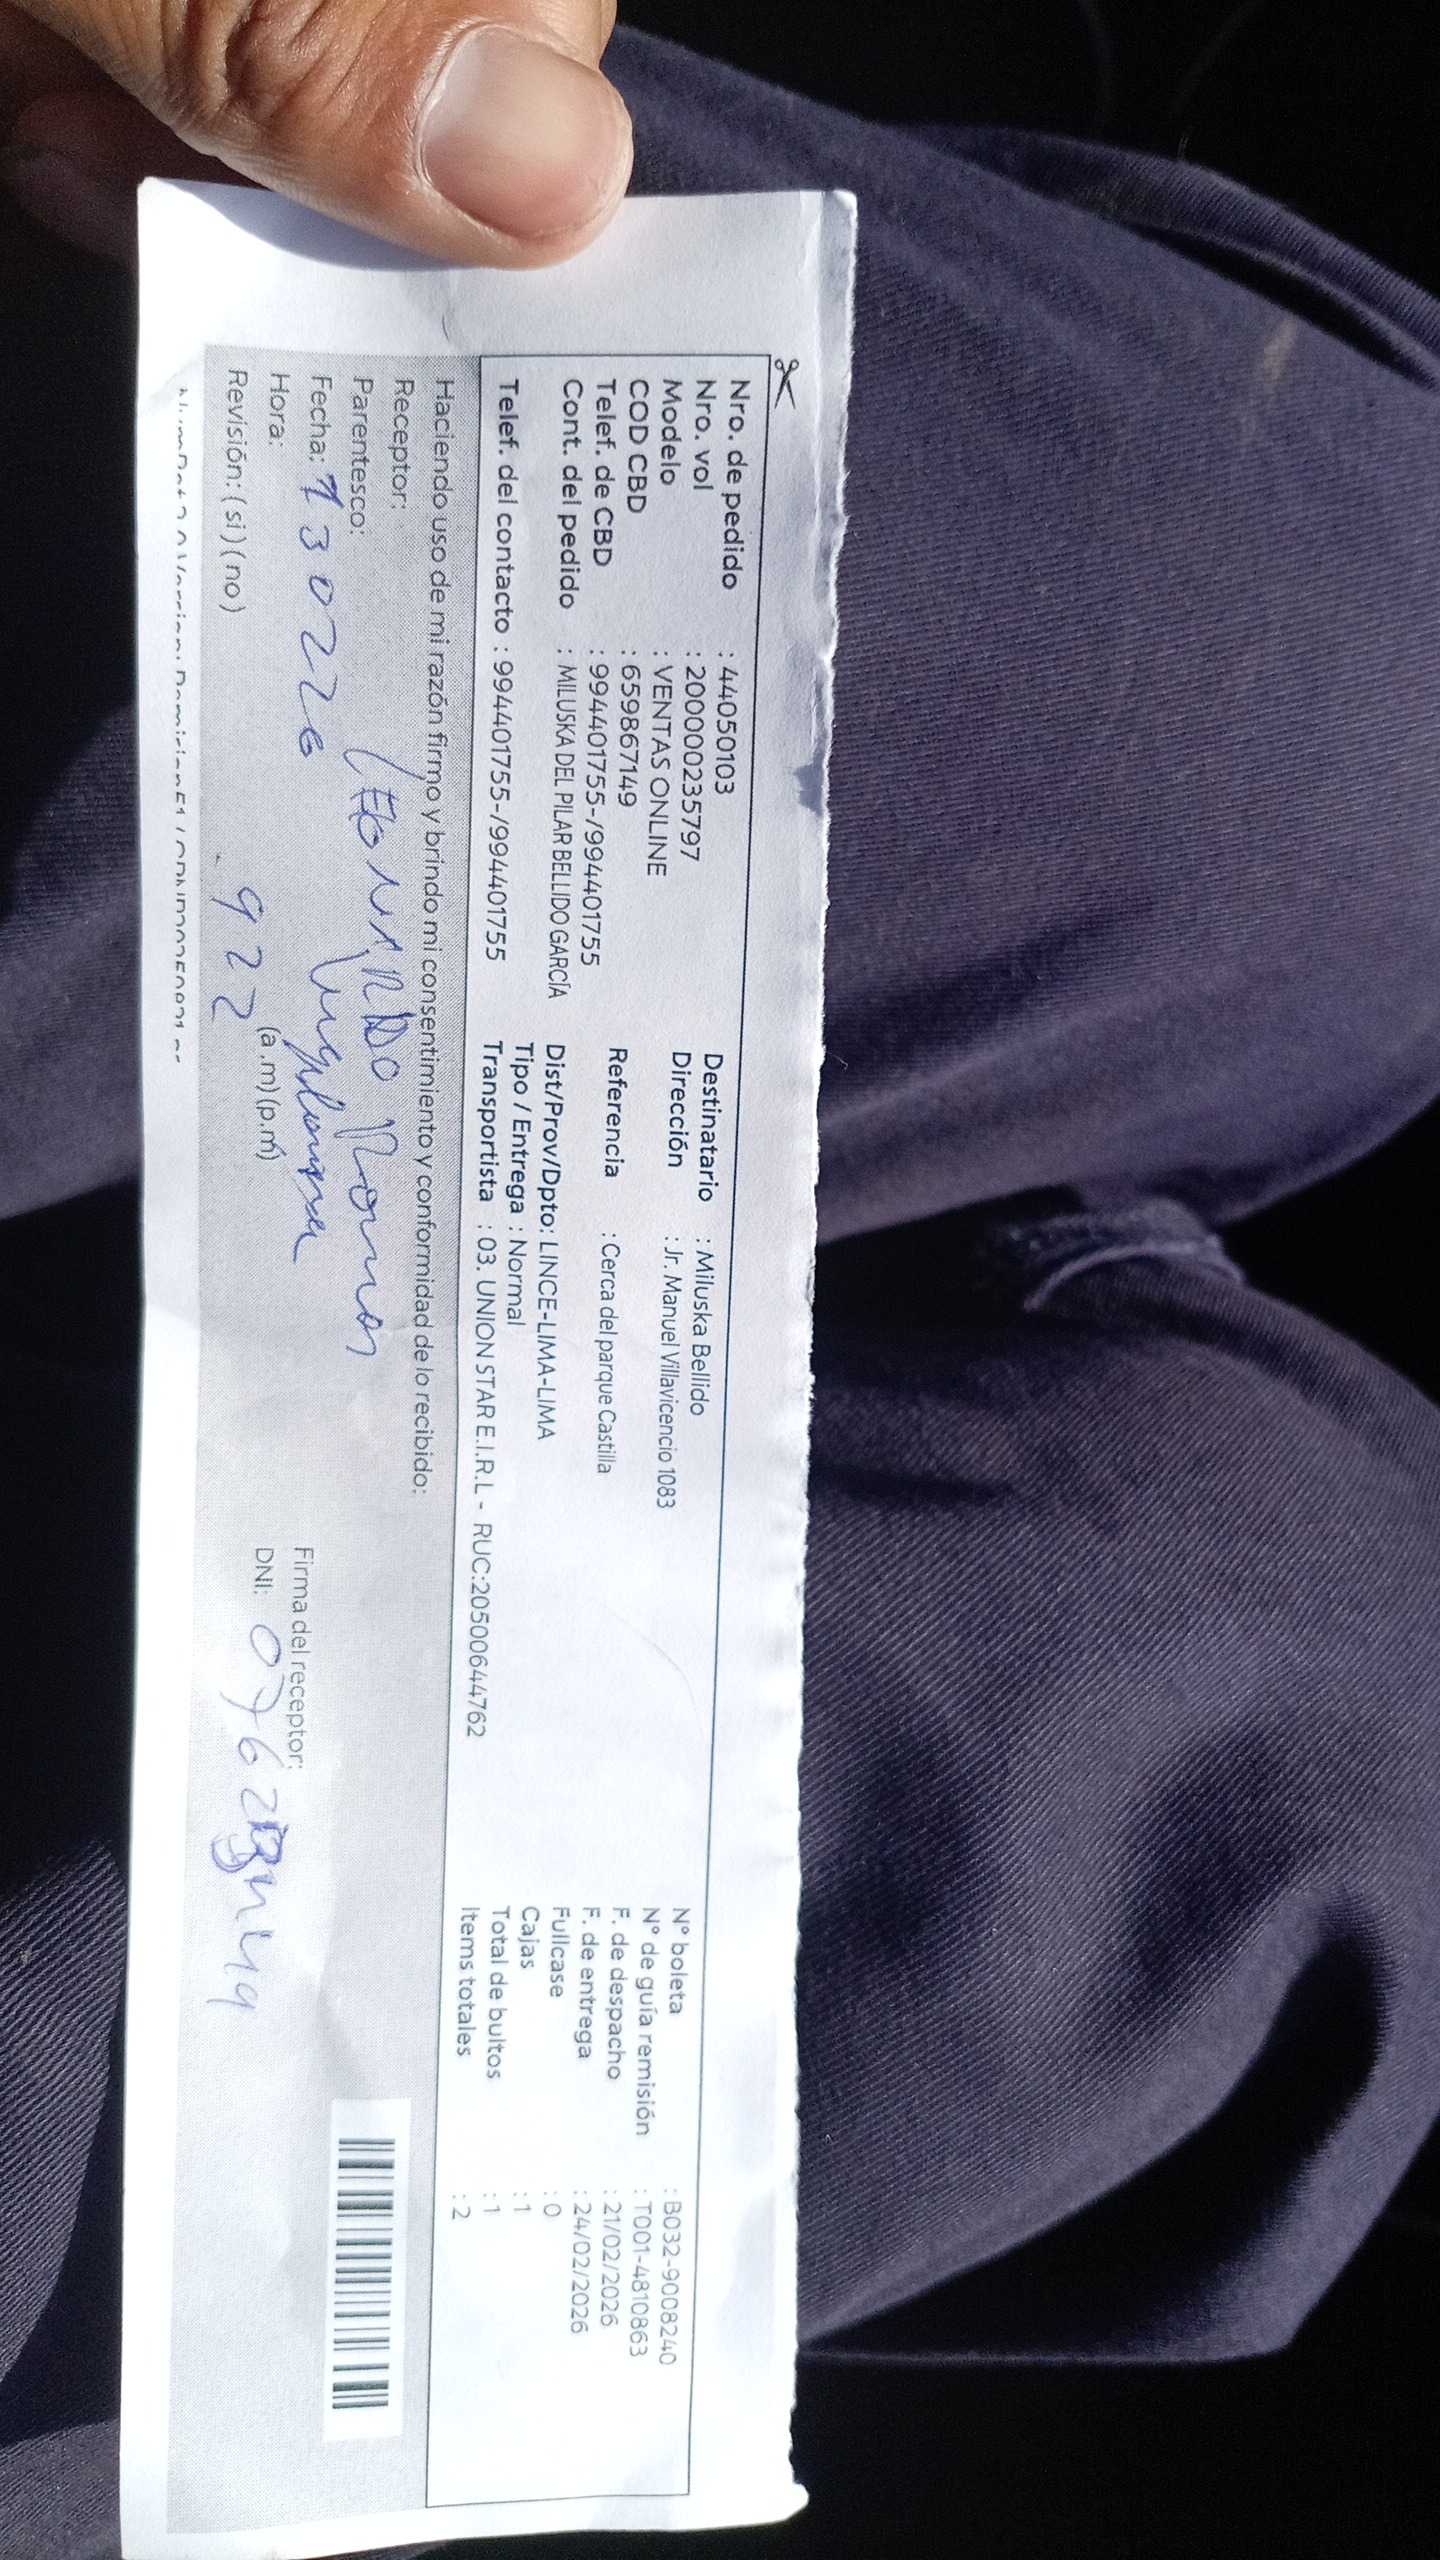 Nro. de pedido : 44050103
Nro. vol : 2000000235797
Modelo : VENTAS ONLINE
COD CBD : 659867149
Telef. de CBD : 994401755-/994401755
Cont. del pedido : MILUSKA DEL PILAR BELLIDO GARCÍA
Telef. del contacto : 994401755-/994401755
Destinatario : Miluska Bellido
Dirección : Jr. Manuel Villavicencio 1083
Referencia : Cerca del parque Castilla
Dist/Prov/Dpto: LINCE-LIMA-LIMA
Tipo / Entrega : Normal
Transportista : 03. UNION STAR E.I.R.L - RUC:20500644762
N° boleta : B032-9008240
N° de guía remisión : T001-4810863
F. de despacho : 21/02/2026
F. de entrega : 24/02/2026
Fullcase : 0
Cajas : 1
Total de bultos : 1
Items totales : 2
Haciendo uso de mi razón firmo y brindo mi consentimiento y conformidad de lo recibido:
Receptor:
Parentesco:
Fecha: 230226
Hora: 922 (a.m)(p.m)
Revisión: (si) (no)
Firma del receptor:
DNI: